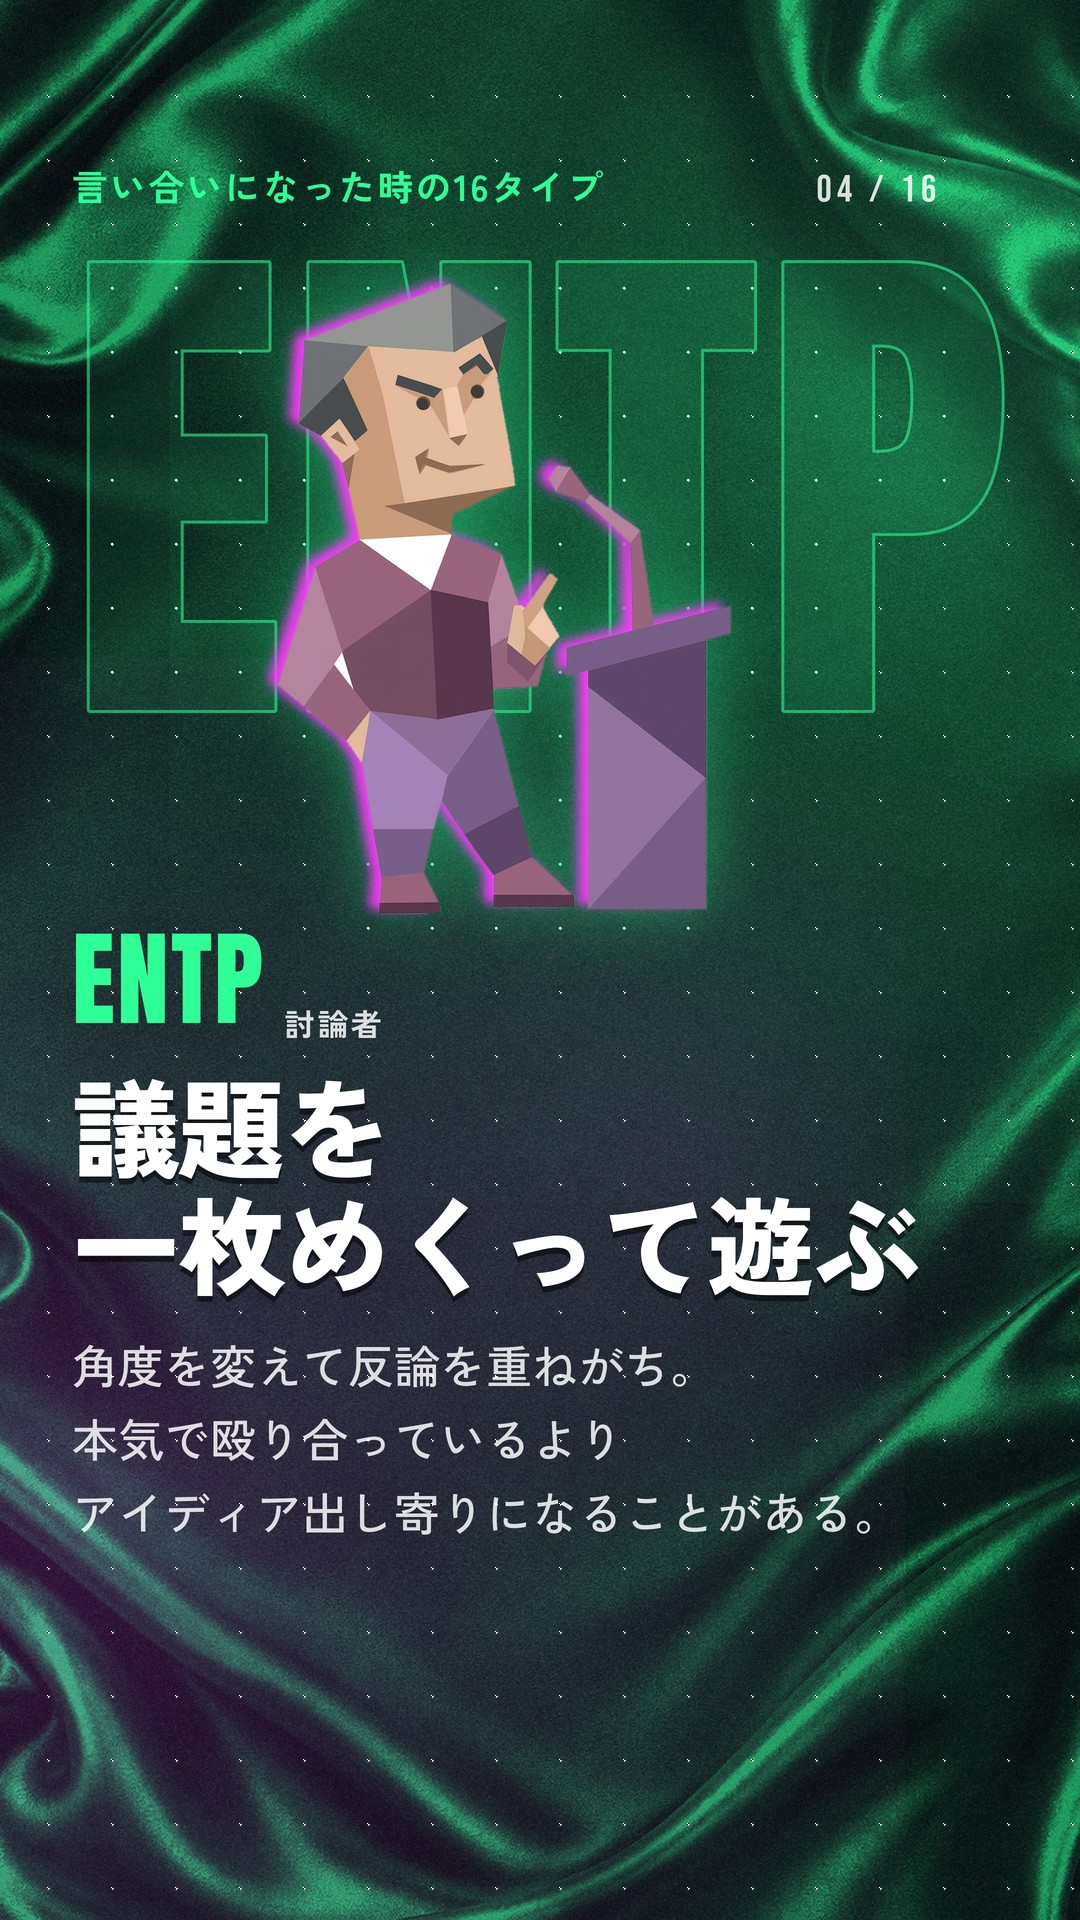 言い合いになった時の16タイプ
04 / 16
ENTP
ENTP
討論者
議題を
一枚めくって遊ぶ
角度を変えて反論を重ねがち。
本気で殴り合っているより
アイディア出し寄りになることがある。